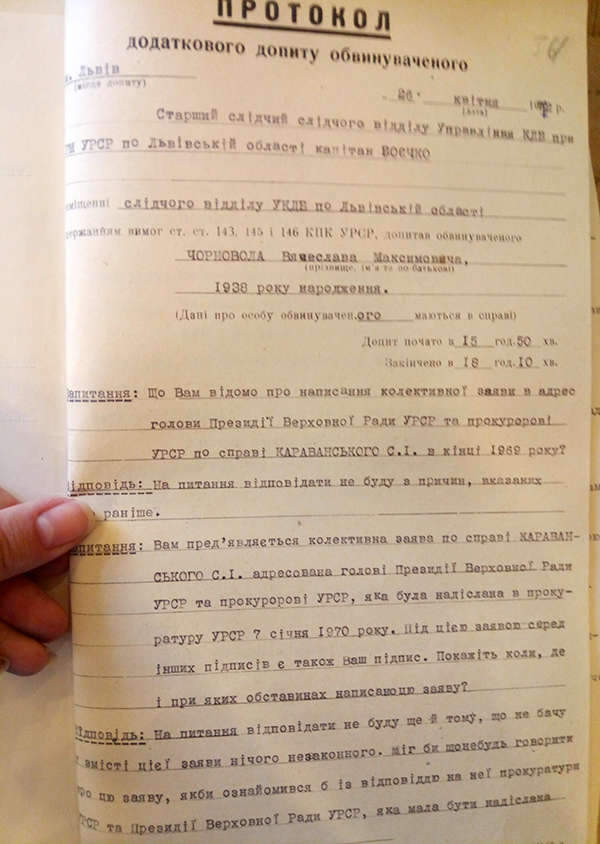 ПРОТОКОЛ
додаткового допиту обвинуваченого
м. Львів
(місце допиту)
„ 26 " квітня 197 р.
(дата)
Старший слідчий слідчого відділу Управління КДБ при
УРСР по Львівській області капітан БОЄЧКО
міщенні слідчого відділу УКДБ по Львівській області
держанням вимог ст. ст. 143, 145 і 146 КПК УРСР, допитав обвинуваченого
ЧОРНОВОЛА Вячеслава Максимовича,
(прізвище, ім'я та по-батькові)
1938 року народження.
(Дані про особу обвинувачен.ого маються в справі)
Допит почато в 15 год. 50 хв.
Закінчено в 18 год. 10 хв.
Запитання: Що Вам відомо про написання колективної заяви в адрес
голови Президії Верховної Ради УРСР та прокуророві
УРСР по справі КАРАВАНСЬКОГО С.І. в кінці 1969 року?
Відповідь: На питання відповідати не буду з причин, вказаних
раніше.
Запитання: Вам пред'являється колективна заява по справі КАРАВАН-
СЬКОГО С.І. адресована голові Президії Верховної Ради
УРСР та прокуророві УРСР, яка була надіслана в проку-
ратуру УРСР 7 січня 1970 року. Під цією заявою серед
інших підписів є також Ваш підпис. Покажіть коли, де
і при яких обставинах написаноцю заяву?
Відповідь: На питання відповідати не буду ще й тому, що не бачу
змісті цієї заяви нічого незаконного. Міг би щонебудь говорити
про цю заяву, якби ознайомився б із відповіддю на неї прокуратури
УРСР та Президії Верховної Ради УРСР, яка мала бути надіслана